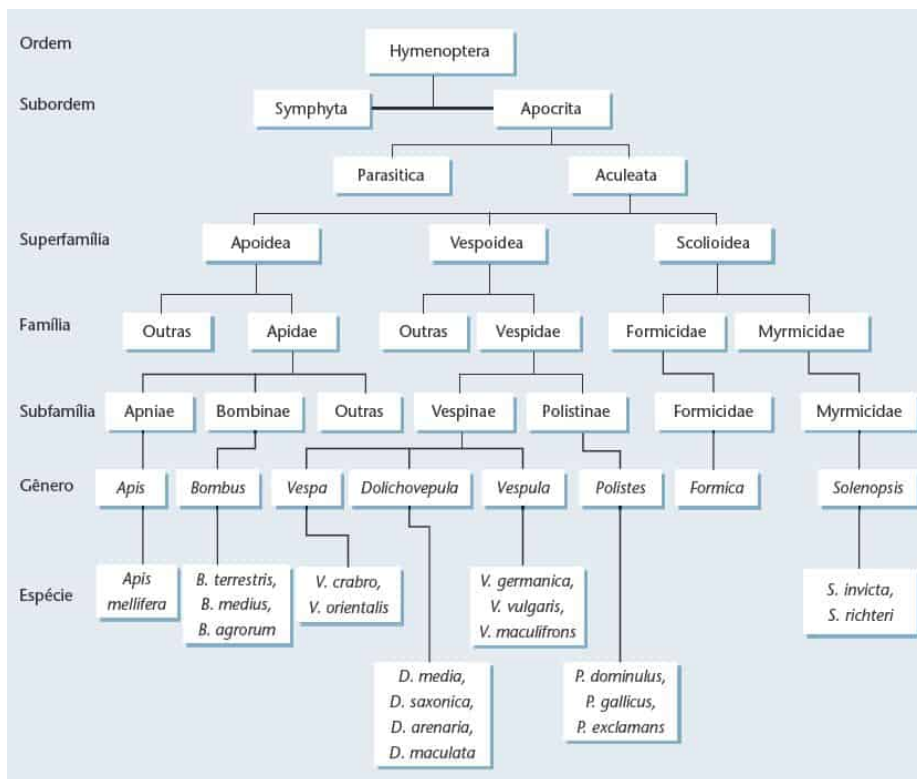 Ordem
Hymenoptera
Subordem
Symphyta
Apocrita
Parasitica
Aculeata
Superfamília
Apoidea
Vespoidea
Scolioidea
Família
Outras
Apidae
Outras
Vespidae
Formicidae
Myrmicidae
Subfamília
Apniae
Bombinae
Outras
Vespinae
Polistinae
Formicidae
Myrmicidae
Gênero
Apis
Bombus
Vespa
Dolichovepula
Vespula
Polistes
Formica
Solenopsis
Espécie
Apis
mellifera
B. terrestris,
B. medius,
B. agrorum
V. crabro,
V. orientalis
V. germanica,
V. vulgaris,
V. maculifrons
S. invicta,
S. richteri
D. media,
D. saxonica,
D. arenaria,
D. maculata
P. dominulus,
P. gallicus,
P. exclamans